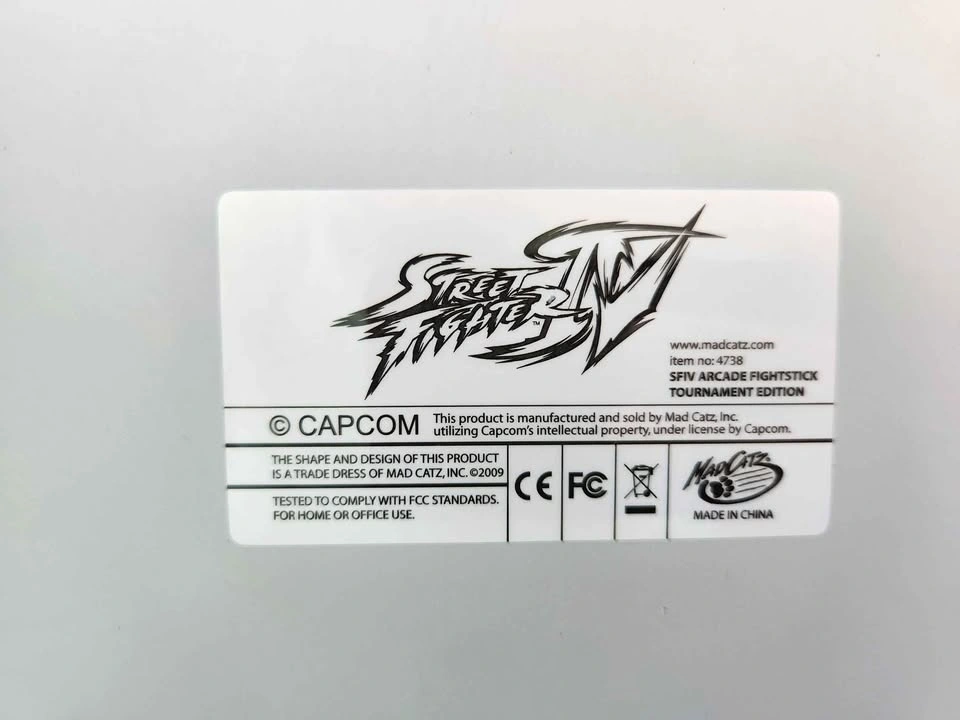 STREET
FIGHTER IV™
www.madcatz.com
item no: 4738
SFIV ARCADE FIGHTSTICK
TOURNAMENT EDITION
© CAPCOM
This product is manufactured and sold by Mad Catz, Inc.
utilizing Capcom's intellectual property, under license by Capcom.
THE SHAPE AND DESIGN OF THIS PRODUCT
IS A TRADE DRESS OF MAD CATZ, INC. ©2009
TESTED TO COMPLY WITH FCC STANDARDS.
FOR HOME OR OFFICE USE.
CE
FC
MAD CATZ®
MADE IN CHINA